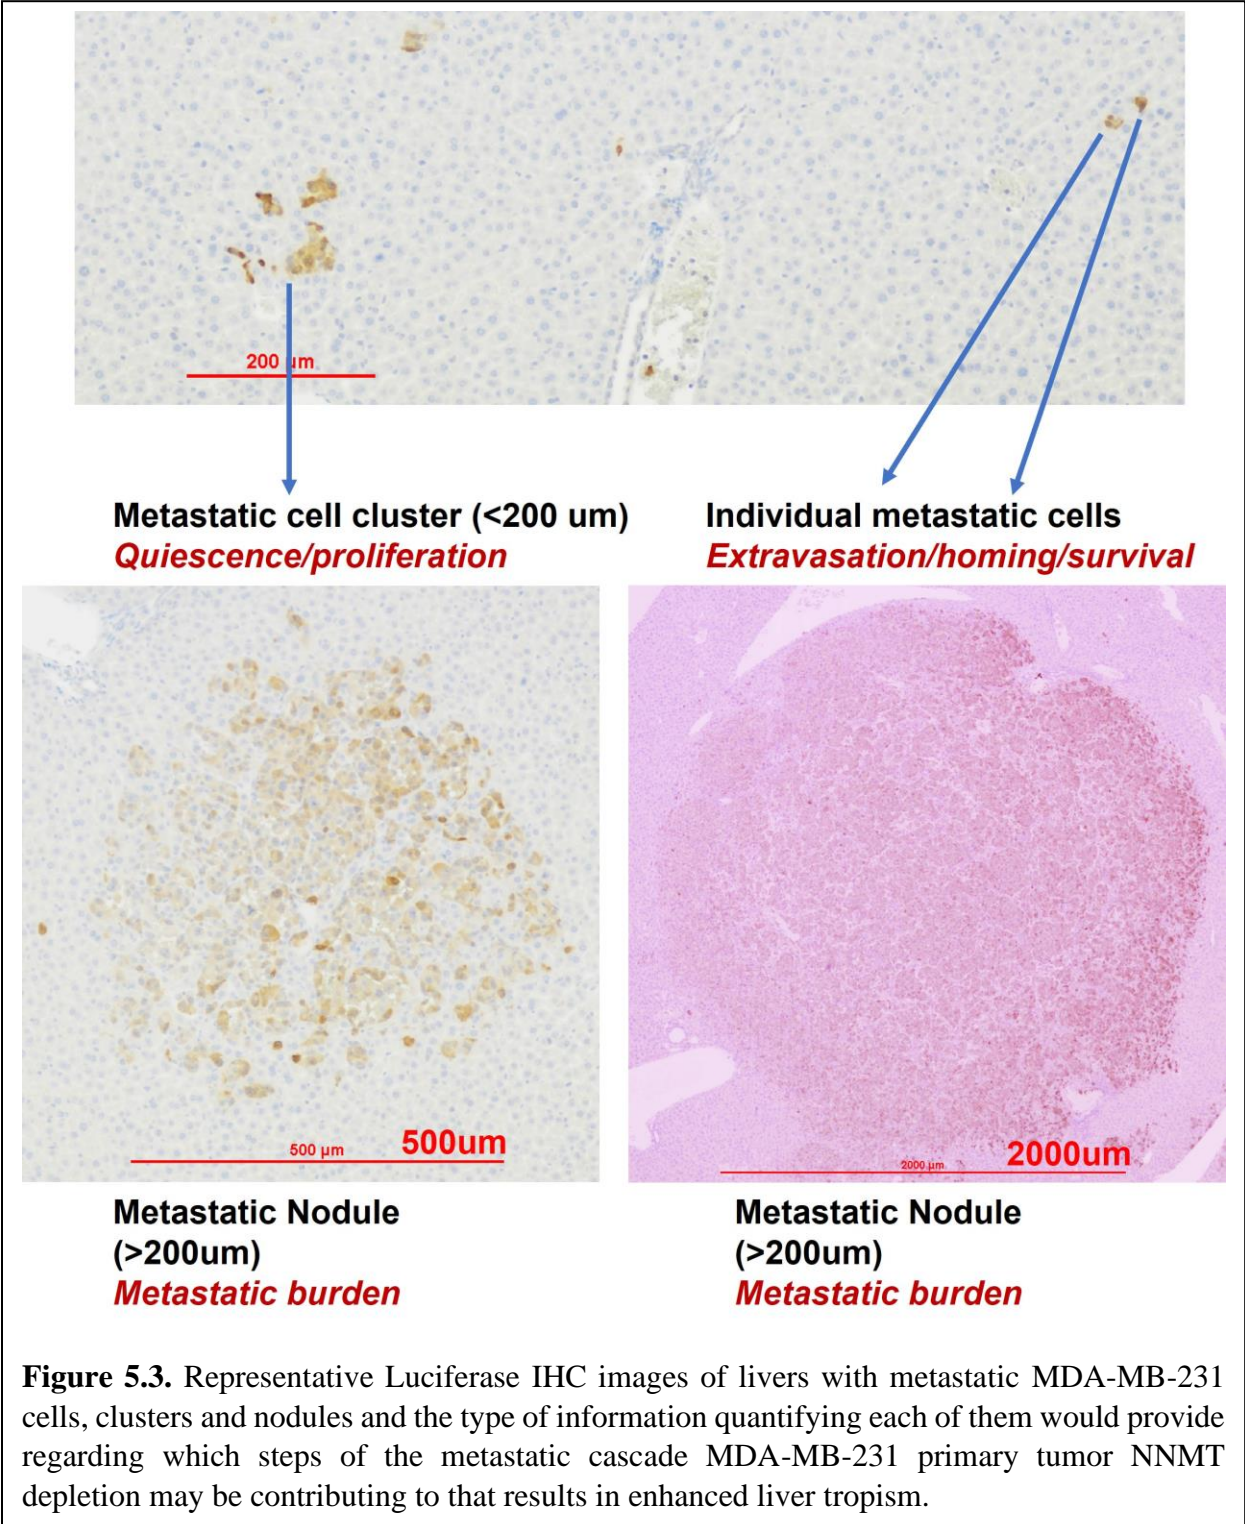 200 µm
Metastatic cell cluster (<200 um)
Quiescence/proliferation
Individual metastatic cells
Extravasation/homing/survival
500 µm
500um
2000 µm
2000um
Metastatic Nodule
(>200um)
Metastatic burden
Metastatic Nodule
(>200um)
Metastatic burden
Figure 5.3. Representative Luciferase IHC images of livers with metastatic MDA-MB-231
cells, clusters and nodules and the type of information quantifying each of them would provide
regarding which steps of the metastatic cascade MDA-MB-231 primary tumor NNMT
depletion may be contributing to that results in enhanced liver tropism.